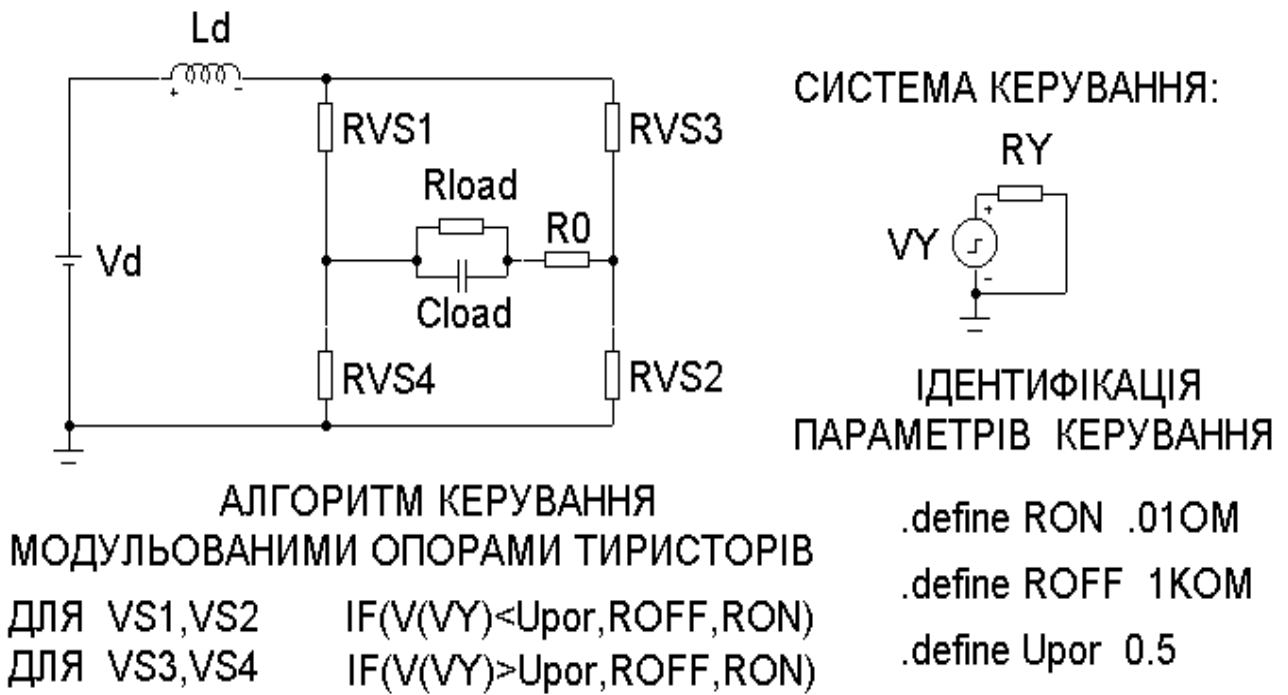 Ld
RVS1
RVS3
Rload
R0
Vd
Cload
RVS4
RVS2
СИСТЕМА КЕРУВАННЯ:
RY
VY
ІДЕНТИФІКАЦІЯ
ПАРАМЕТРІВ КЕРУВАННЯ
.define RON .01OM
.define ROFF 1KOM
.define Upor 0.5
АЛГОРИТМ КЕРУВАННЯ
МОДУЛЬОВАНИМИ ОПОРАМИ ТИРИСТОРІВ
ДЛЯ VS1,VS2 IF(V(VY)<Upor,ROFF,RON)
ДЛЯ VS3,VS4 IF(V(VY)>Upor,ROFF,RON)